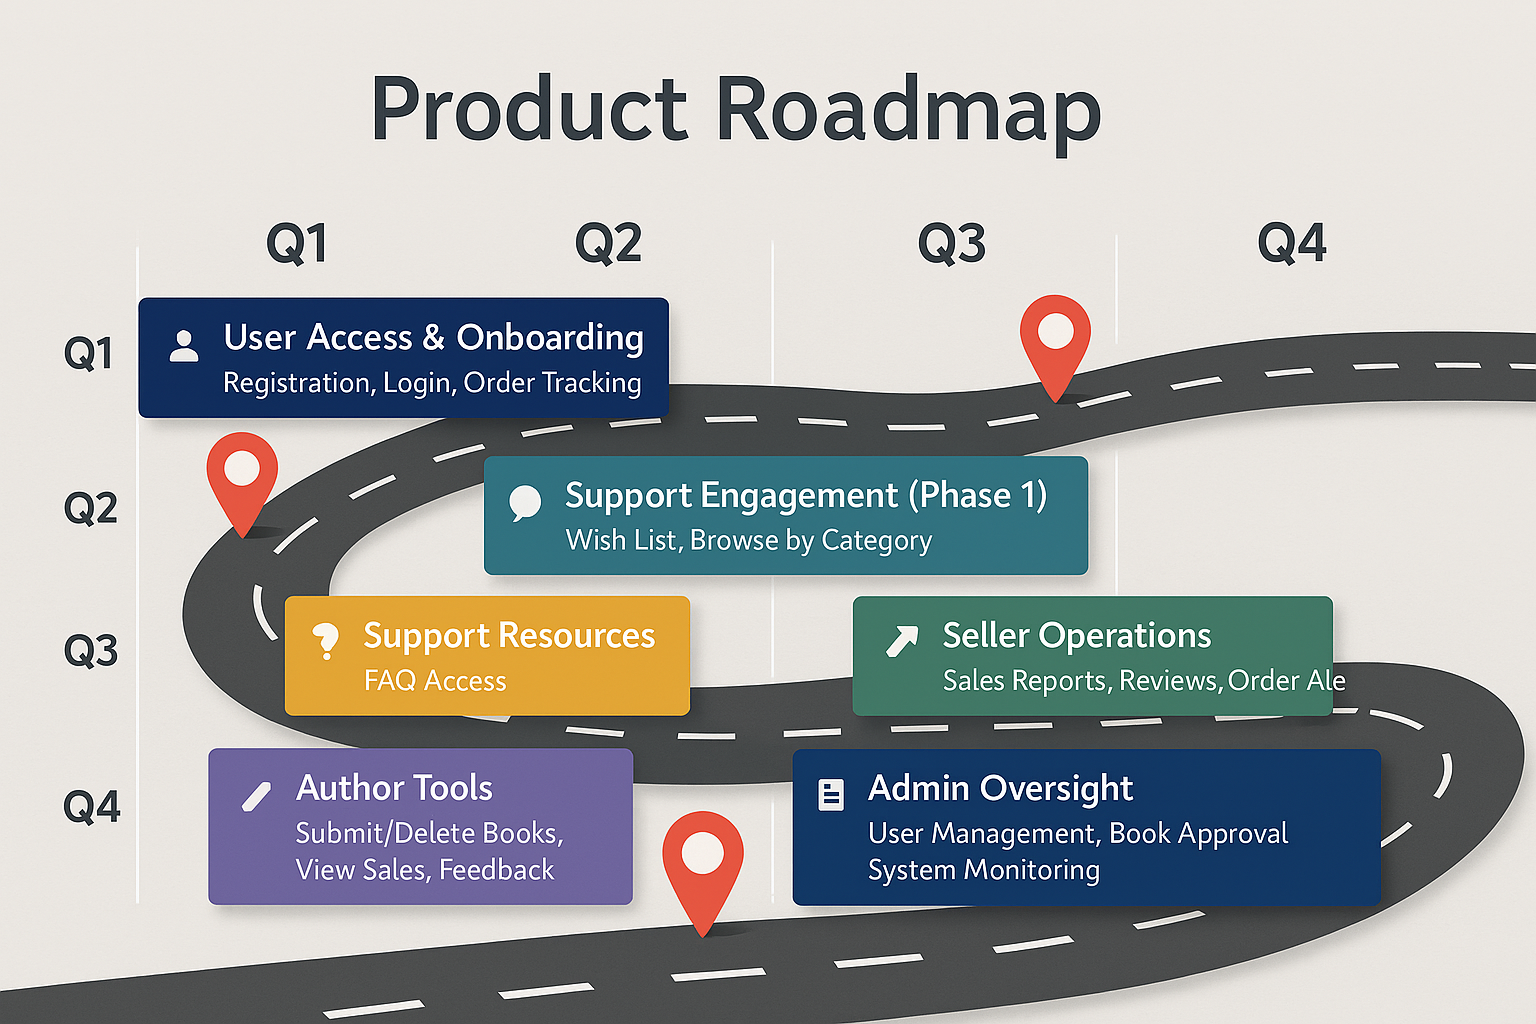 Product Roadmap
Q1 Q2 Q3 Q4
Q1
User Access & Onboarding
Registration, Login, Order Tracking
Q2
Support Engagement (Phase 1)
Wish List, Browse by Category
Q3
Support Resources
FAQ Access
Seller Operations
Sales Reports, Reviews, Order Ale
Q4
Author Tools
Submit/Delete Books,
View Sales, Feedback
Admin Oversight
User Management, Book Approval
System Monitoring